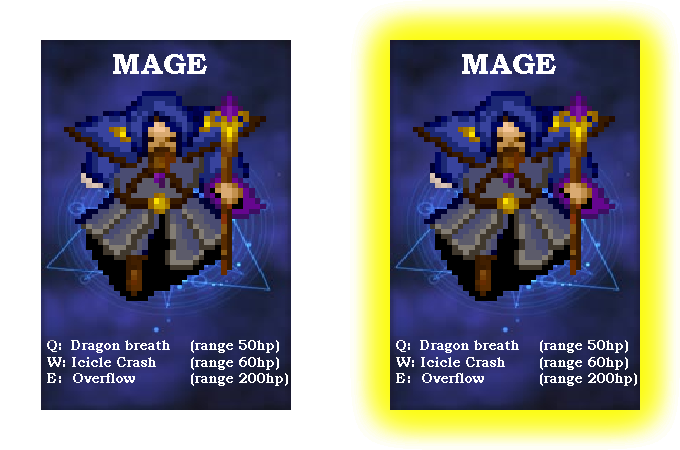 MAGE
Q: Dragon breath (range 50hp)
W: Icicle Crash (range 60hp)
E: Overflow (range 200hp)
MAGE
Q: Dragon breath (range 50hp)
W: Icicle Crash (range 60hp)
E: Overflow (range 200hp)